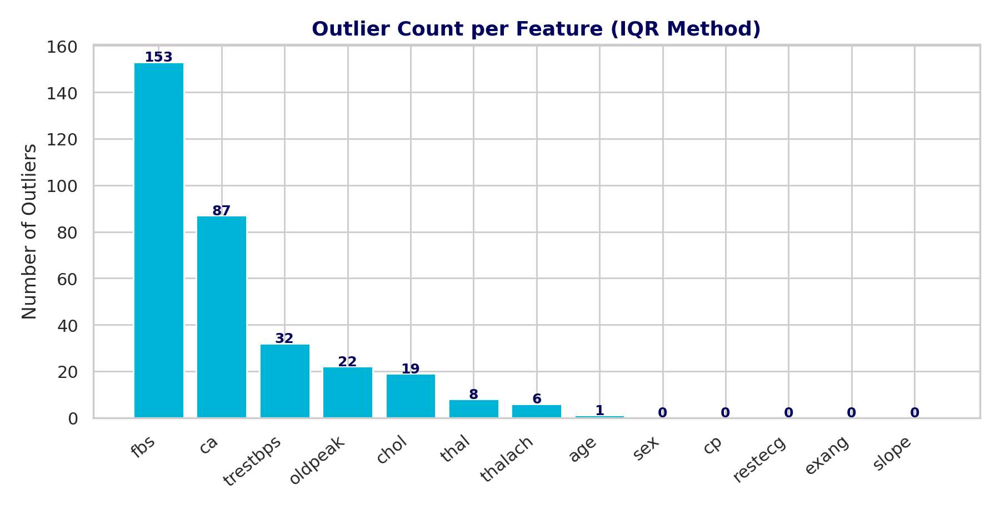 Outlier Count per Feature (IQR Method)
Number of Outliers
160
140
120
100
80
60
40
20
0
153
87
32
22
19
8
6
1
0
0
0
0
0
fbs
ca
trestbps
oldpeak
chol
thal
thalach
age
sex
cp
restecg
exang
slope